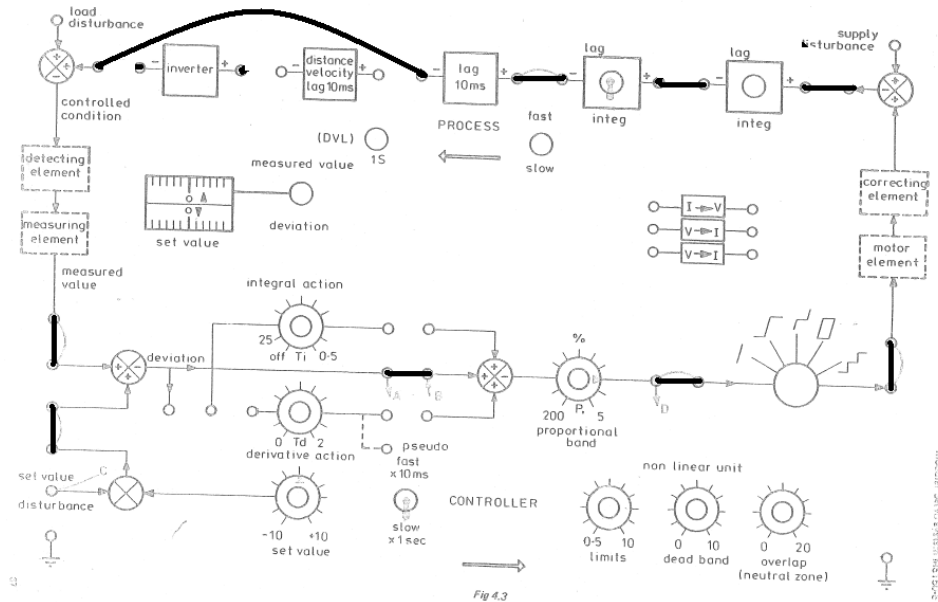 load
disturbance
supply
disturbance
- inverter +
- distance velocity lag 10ms +
- lag 10ms +
lag
- +
integ
lag
- +
integ
controlled
condition
PROCESS
fast
slow
(DVL)
1S
measured value
detecting
element
measuring
element
set value
deviation
correcting
element
motor
element
I → V
V → I
V → I
measured
value
integral action
25
off Ti 0·5
%
deviation
A B
D
200 P, 5
proportional
band
0 Td 2
derivative action
pseudo
fast
x10ms
set value
C
disturbance
-10 +10
set value
slow
x1sec
CONTROLLER
non linear unit
0·5 10
limits
0 10
dead band
0 20
overlap
(neutral zone)
Fig 4.3